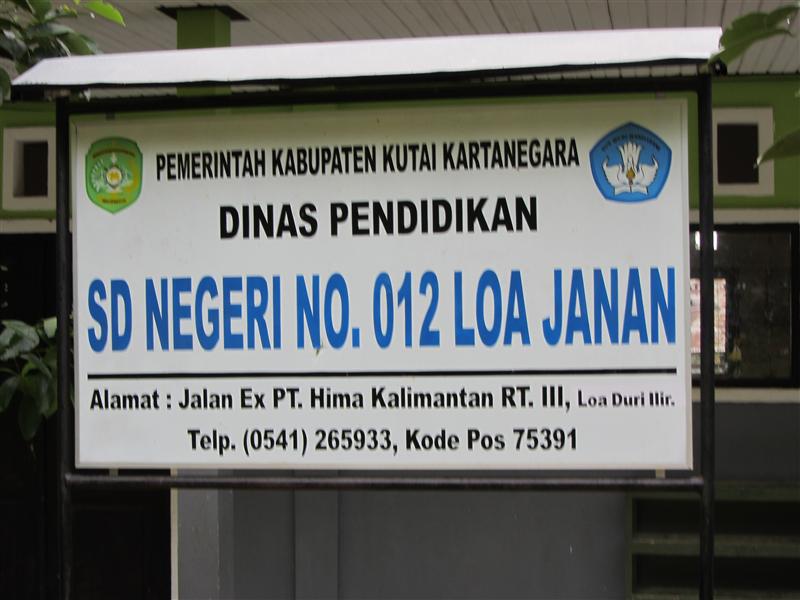 PEMERINTAH KABUPATEN KUTAI KARTANEGARA
DINAS PENDIDIKAN
SD NEGERI NO. 012 LOA JANAN
Alamat : Jalan Ex PT. Hima Kalimantan RT. III, Loa Duri Ilir.
Telp. (0541) 265933, Kode Pos 75391